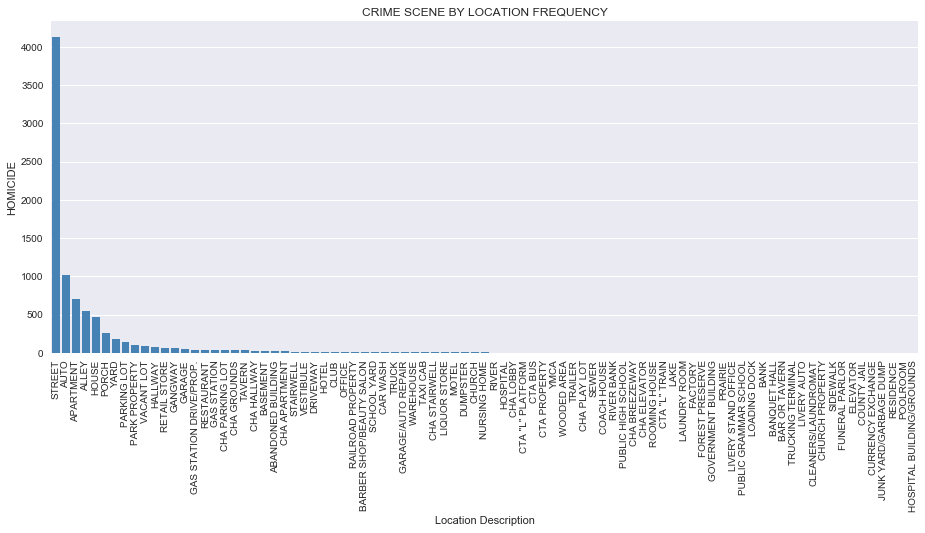 CRIME SCENE BY LOCATION FREQUENCY
4000
3500
3000
2500
2000
1500
1000
500
0
HOMICIDE
STREET
AUTO
APARTMENT
ALLEY
HOUSE
PORCH
YARD
PARKING LOT
PARK PROPERTY
VACANT LOT
HALLWAY
RETAIL STORE
GANGWAY
GARAGE
GAS STATION DRIVE/PROP.
RESTAURANT
GAS STATION
CHA PARKING LOT
CHA GROUNDS
TAVERN
CHA HALLWAY
BASEMENT
ABANDONED BUILDING
CHA APARTMENT
STAIRWELL
VESTIBULE
DRIVEWAY
HOTEL
CLUB
OFFICE
RAILROAD PROPERTY
BARBER SHOP/BEAUTY SALON
SCHOOL YARD
CAR WASH
TRUCK
GARAGE/AUTO REPAIR
WAREHOUSE
TAXI CAB
CHA STAIRWELL
LIQUOR STORE
MOTEL
DUMPSTER
CHURCH
NURSING HOME
RIVER
HOSPITAL
CHA LOBBY
CTA "L" PLATFORM
CTA BUS
CTA PROPERTY
YMCA
WOODED AREA
TRAILER
CHA PLAY LOT
SEWER
COACH HOUSE
RIVER BANK
PUBLIC HIGH SCHOOL
CHA BREEZEWAY
CHA ELEVATOR
ROOMING HOUSE
CTA "L" TRAIN
LAKE
LAUNDRY ROOM
FACTORY
FOREST PRESERVE
GOVERNMENT BUILDING
PRAIRIE
LIVERY STAND OFFICE
PUBLIC GRAMMAR SCHOOL
LOADING DOCK
BANK
BANQUET HALL
BAR OR TAVERN
TRUCKING TERMINAL
LIVERY AUTO
CLEANERS/LAUNDROMAT
CHURCH PROPERTY
SIDEWALK
FUNERAL PARLOR
ELEVATOR
COUNTY JAIL
CURRENCY EXCHANGE
JUNK YARD/GARBAGE DUMP
RESIDENCE
POOLROOM
HOSPITAL BUILDING/GROUNDS
Location Description